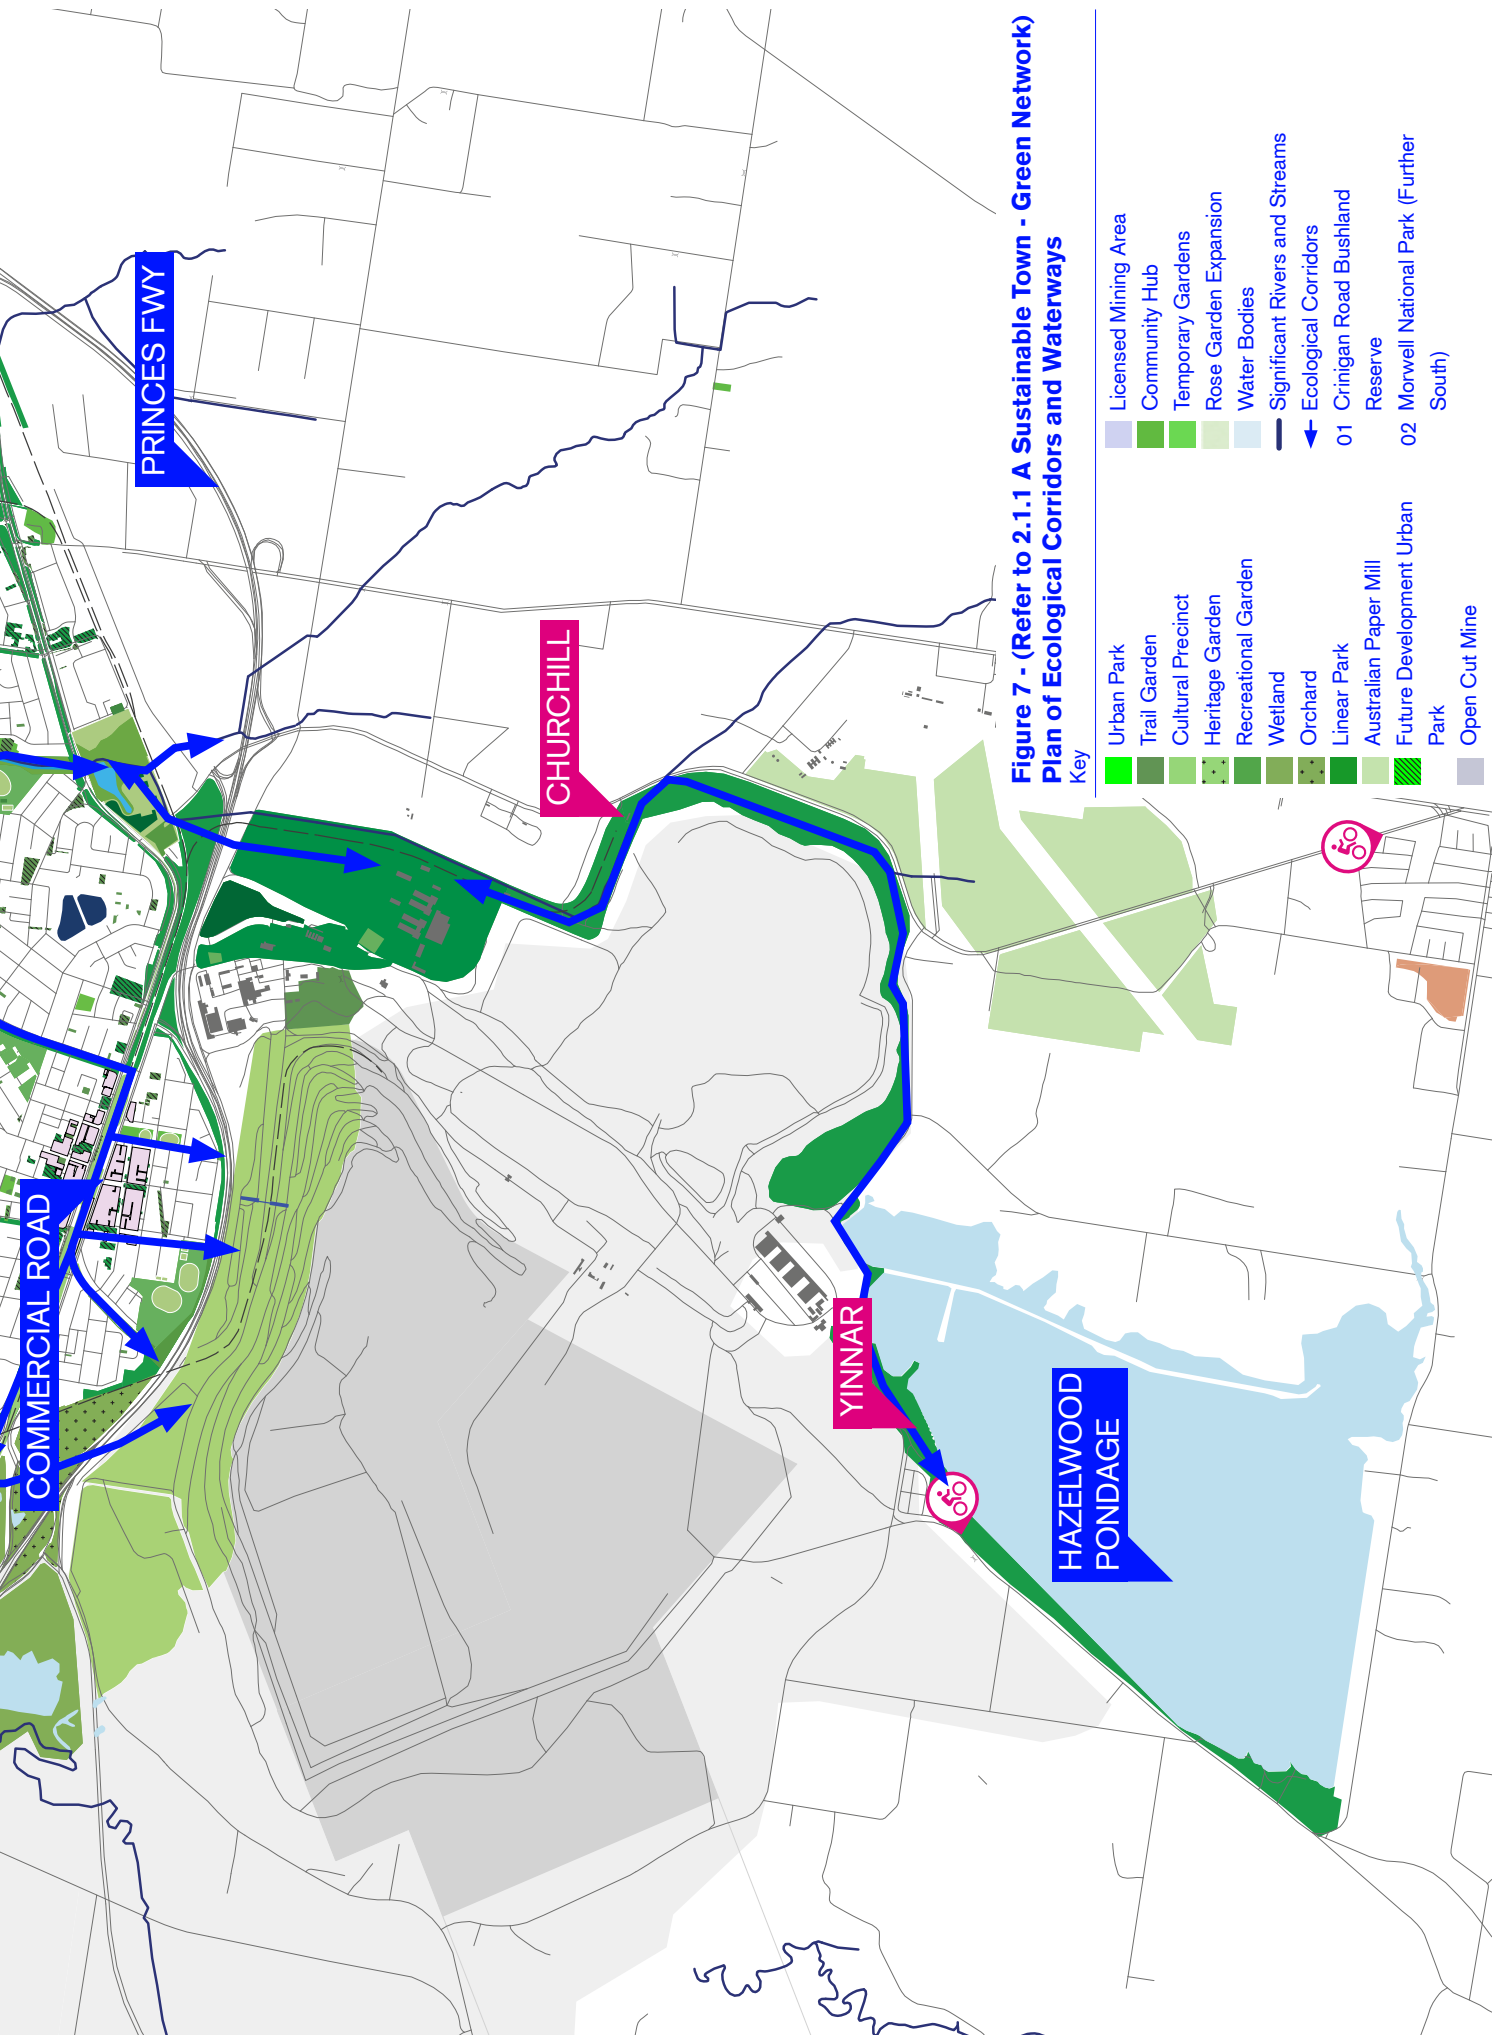 PRINCES FWY
COMMERCIAL ROAD
CHURCHILL
YINNAR
HAZELWOOD
PONDAGE
Figure 7 - (Refer to 2.1.1 A Sustainable Town - Green Network)
Plan of Ecological Corridors and Waterways
Key
Urban Park
Trail Garden
Cultural Precinct
Heritage Garden
Recreational Garden
Wetland
Orchard
Linear Park
Australian Paper Mill
Future Development Urban
Park
Open Cut Mine
Licensed Mining Area
Community Hub
Temporary Gardens
Rose Garden Expansion
Water Bodies
Significant Rivers and Streams
Ecological Corridors
01 Crinigan Road Bushland
Reserve
02 Morwell National Park (Further
South)